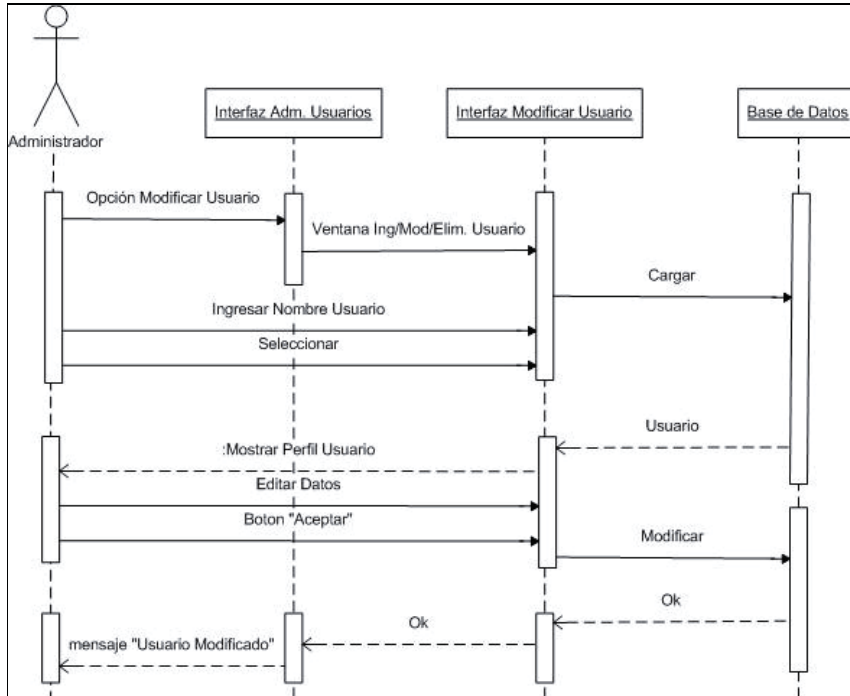 Administrador
Interfaz Adm. Usuarios
Interfaz Modificar Usuario
Base de Datos
Opción Modificar Usuario
Ventana Ing/Mod/Elim. Usuario
Cargar
Ingresar Nombre Usuario
Seleccionar
Usuario
:Mostrar Perfil Usuario
Editar Datos
Boton "Aceptar"
Modificar
Ok
Ok
mensaje "Usuario Modificado"